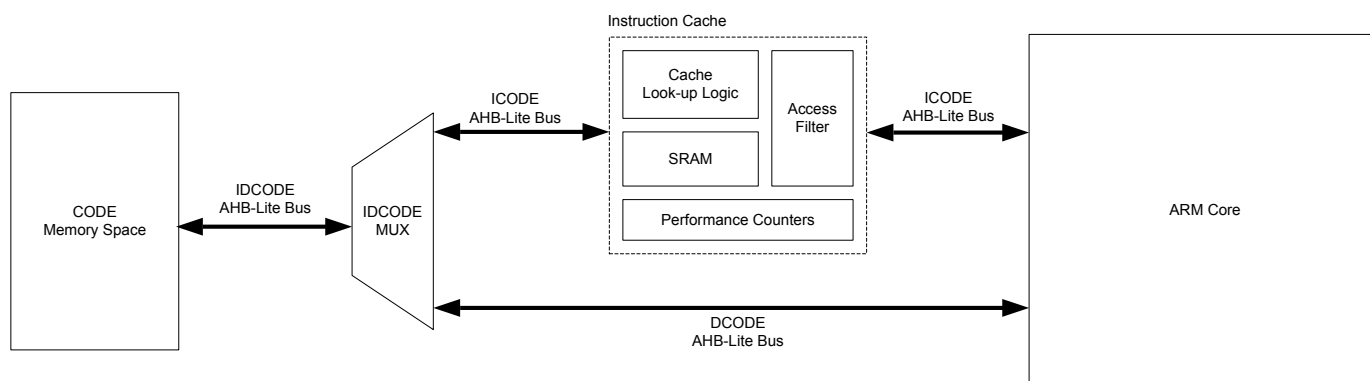 Instruction Cache
Cache
Look-up Logic
Access
Filter
SRAM
Performance Counters
ICODE
AHB-Lite Bus
ICODE
AHB-Lite Bus
IDCODE
AHB-Lite Bus
CODE
Memory Space
IDCODE
MUX
ARM Core
DCODE
AHB-Lite Bus